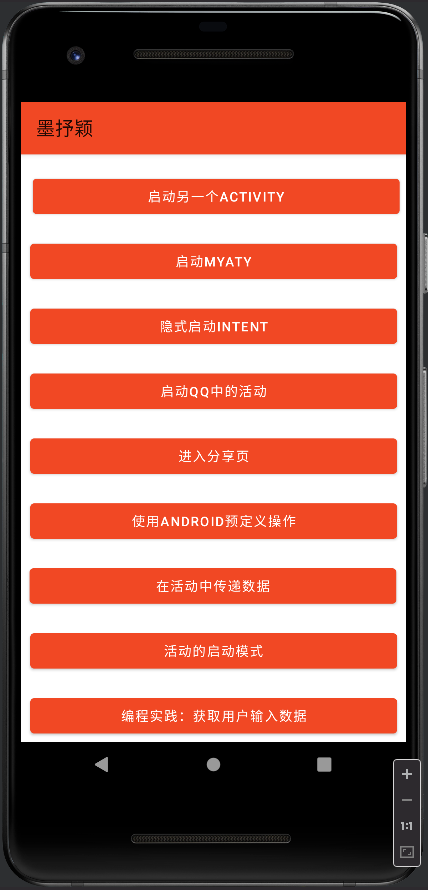 墨抒颖
启动另一个ACTIVITY
启动MYATY
隐式启动INTENT
启动QQ中的活动
进入分享页
使用ANDROID预定义操作
在活动中传递数据
活动的启动模式
编程实践：获取用户输入数据
1:1